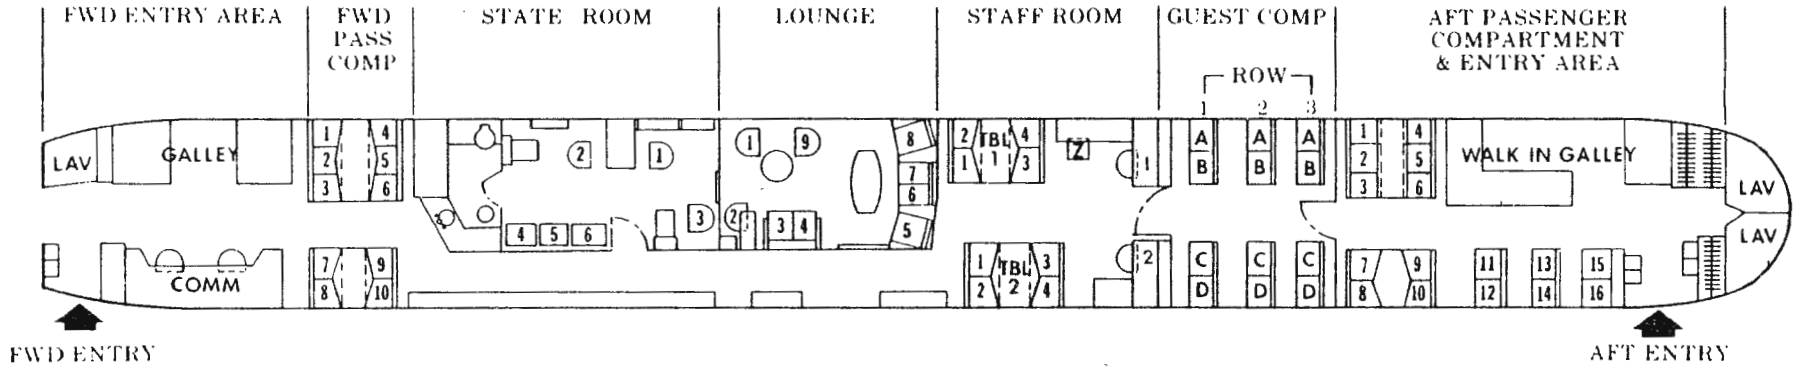 FWD ENTRY AREA
FWD
PASS
COMP
STATE ROOM
LOUNGE
STAFF ROOM
GUEST COMP
AFT PASSENGER
COMPARTMENT
& ENTRY AREA
ROW
1 2 3
LAV
GALLEY
1 4
2 5
3 6
2 1
1 9
8
7
6
2 4
TBL
1
1 3
Z
1
A A A
B B B
1 4
2 5
3 6
WALK IN GALLEY
LAV
COMM
7 9
8 10
4 5 6
3
2
3 4
5
1 3
TBL
2
2 4
2
C C C
D D D
7 9
8 10
11 13 15
12 14 16
LAV
FWD ENTRY
AFT ENTRY